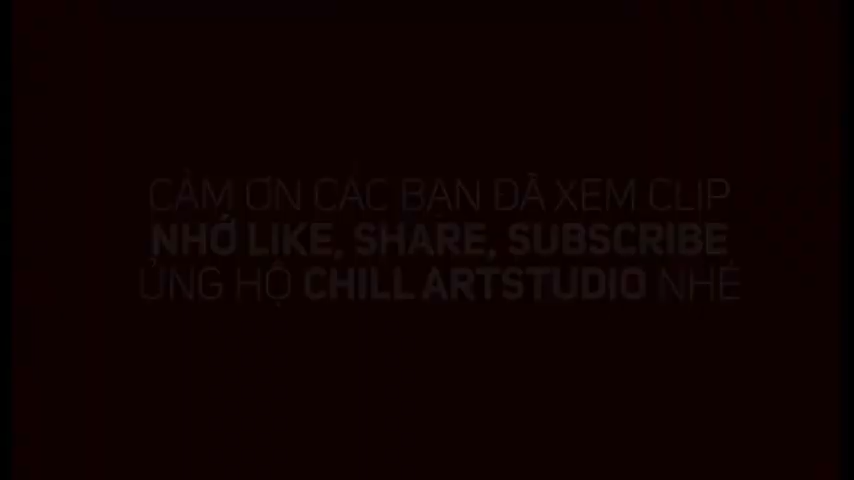 CẢM ƠN CÁC BẠN ĐÃ XEM CLIP
NHỚ LIKE, SHARE, SUBSCRIBE
ỦNG HỘ CHILL ARTSTUDIO NHÉ